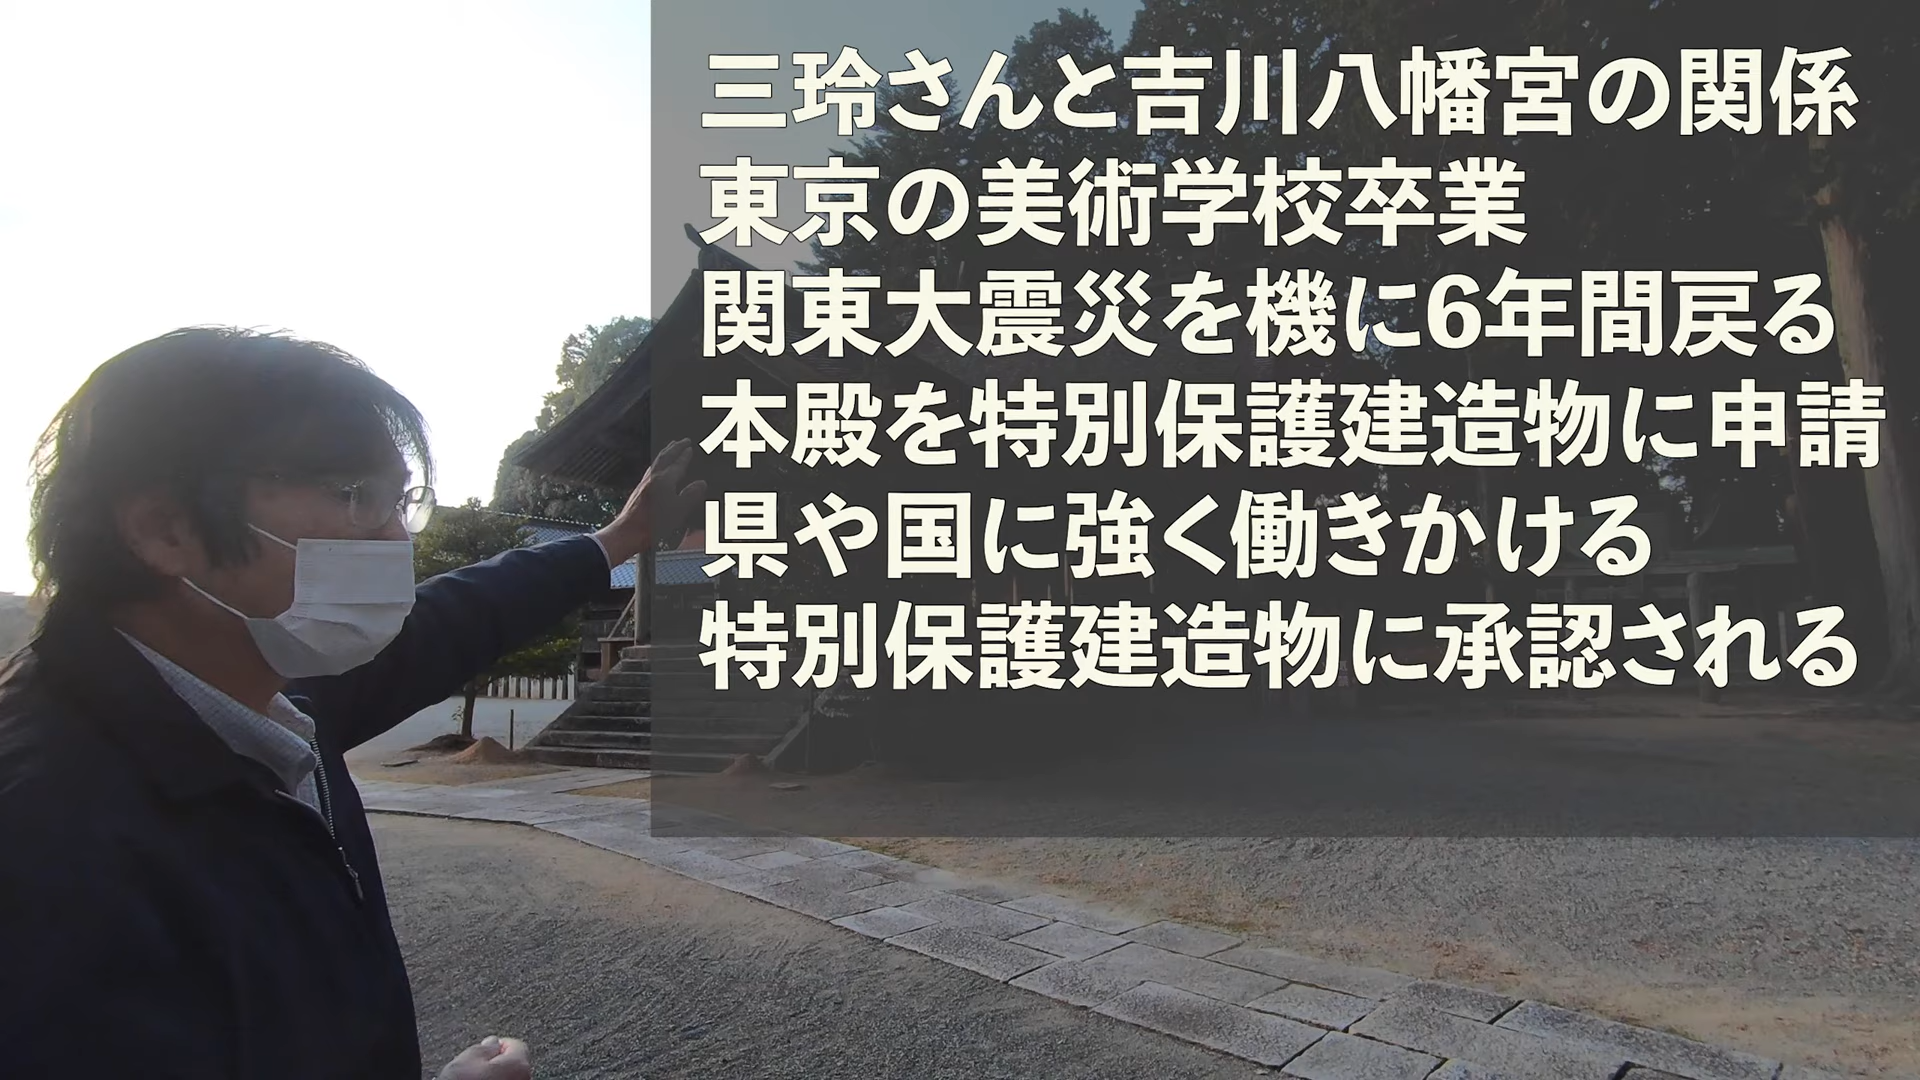 三玲さんと吉川八幡宮の関係
東京の美術学校卒業
関東大震災を機に6年間戻る
本殿を特別保護建造物に申請
県や国に強く働きかける
特別保護建造物に承認される